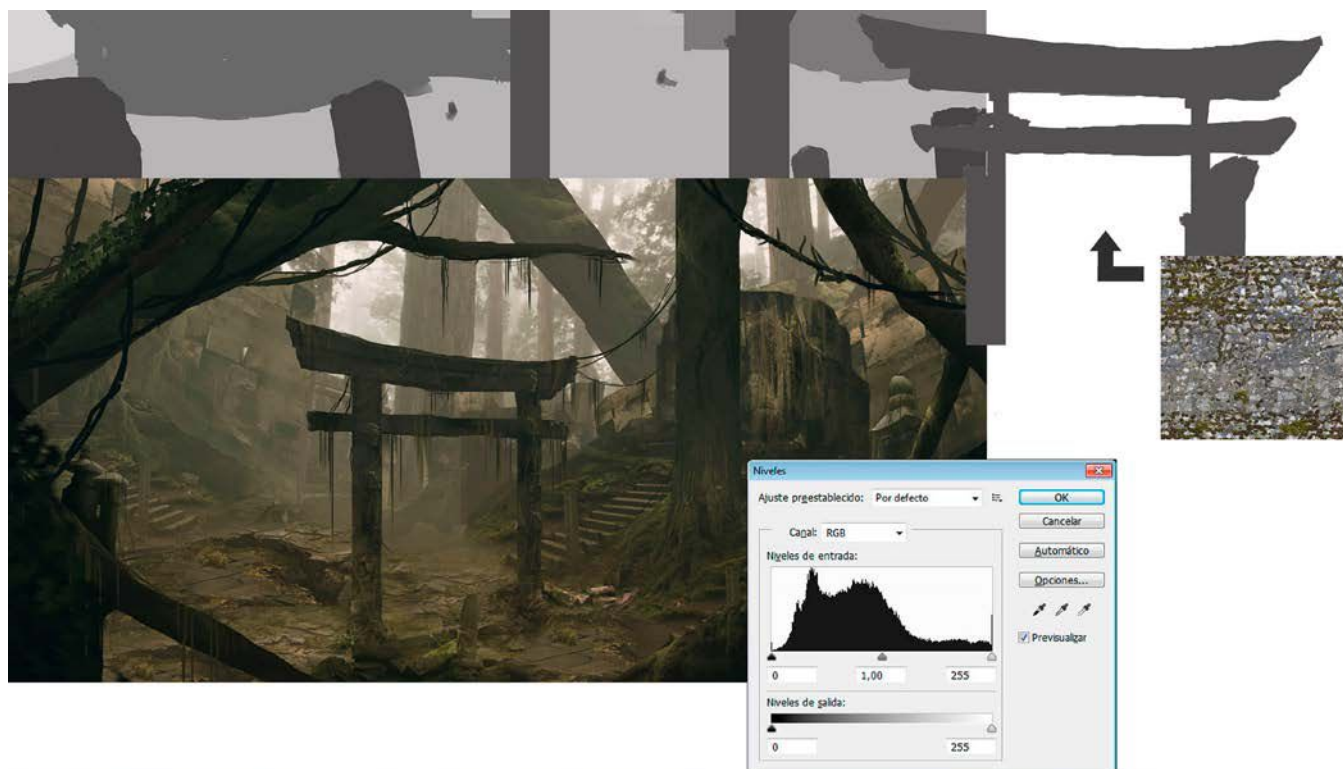 Niveles
Ajuste preestablecido: Por defecto
OK
Cancelar
Canal: RGB
Automático
Niveles de entrada:
Opciones...
Previsualizar
0 1,00 255
Niveles de salida:
0 255